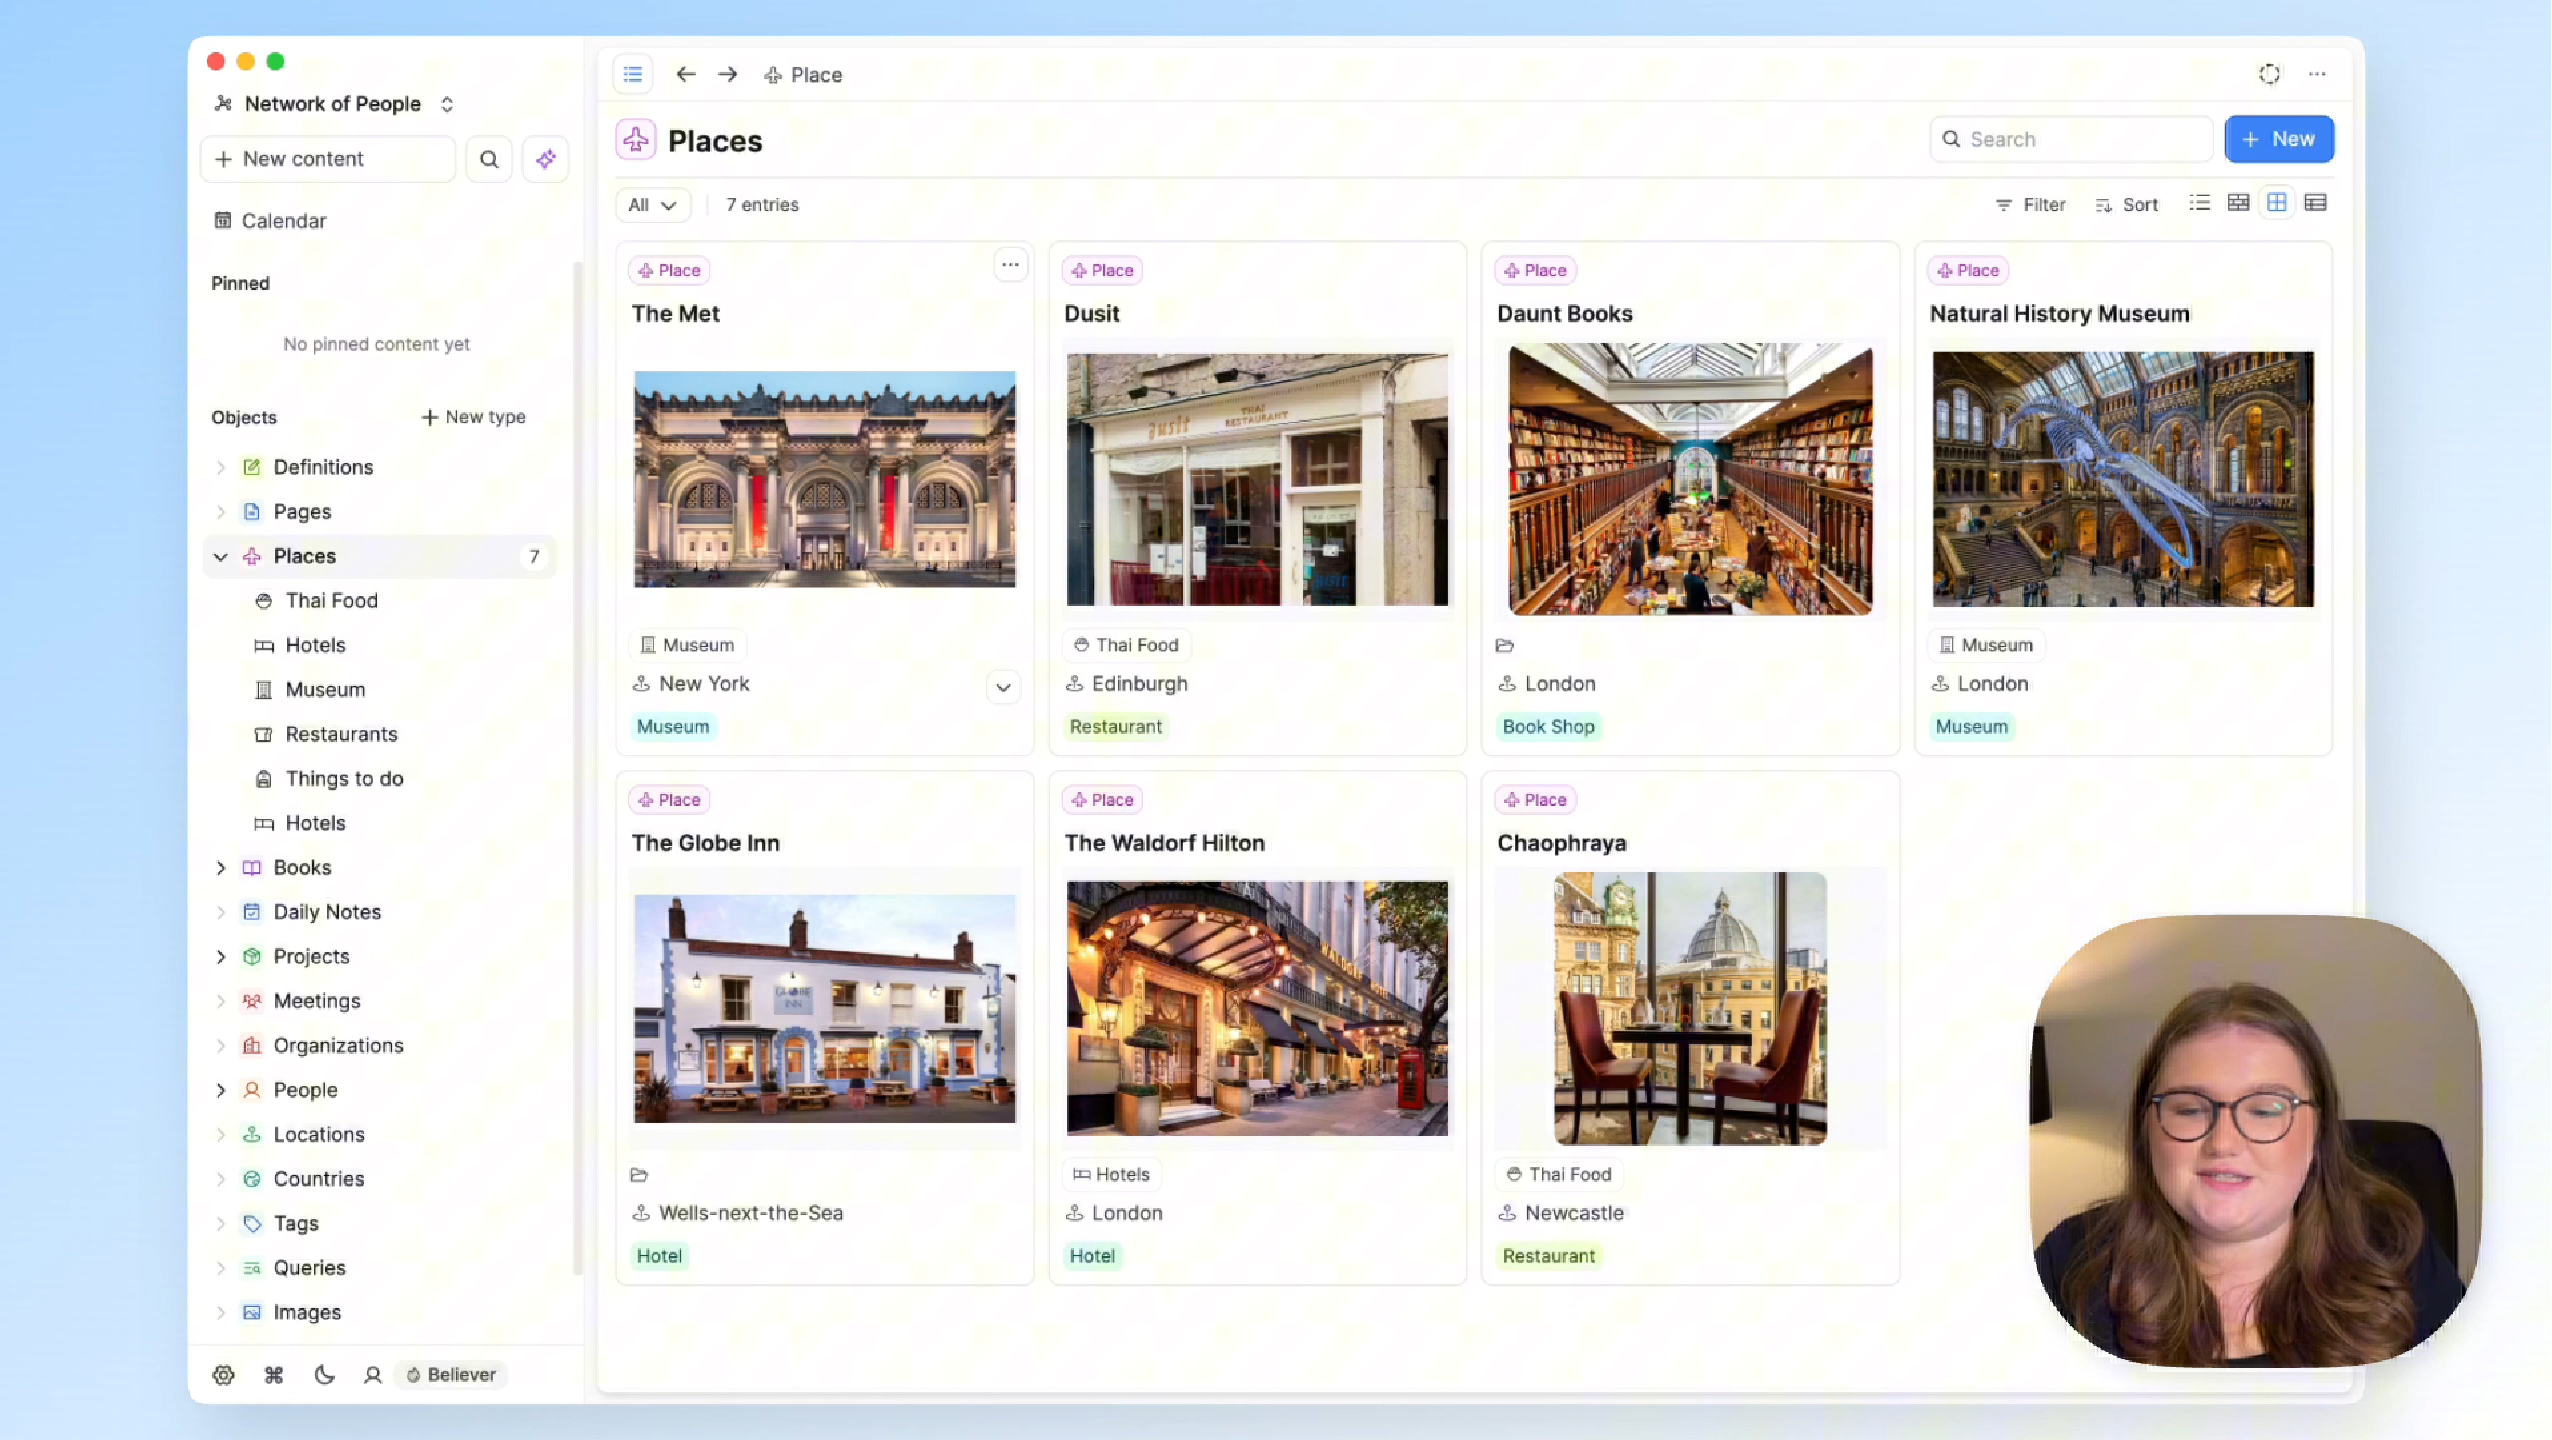 Network of People
New content
Calendar
Pinned
No pinned content yet
Objects
New type
Definitions
Pages
Places 7
Thai Food
Hotels
Museum
Restaurants
Things to do
Hotels
Books
Daily Notes
Projects
Meetings
Organizations
People
Locations
Countries
Tags
Queries
Images
Believer
Place
Places
Search
New
All
7 entries
Filter
Sort
Place
The Met
Museum
New York
Museum
Place
Dusit
dusit
THAI
RESTAURANT
Thai Food
Edinburgh
Restaurant
Place
Daunt Books
London
Book Shop
Place
Natural History Museum
Museum
London
Museum
Place
The Globe Inn
GLOBE
INN
Wells-next-the-Sea
Hotel
Place
The Waldorf Hilton
Hotels
London
Hotel
Place
Chaophraya
Thai Food
Newcastle
Restaurant